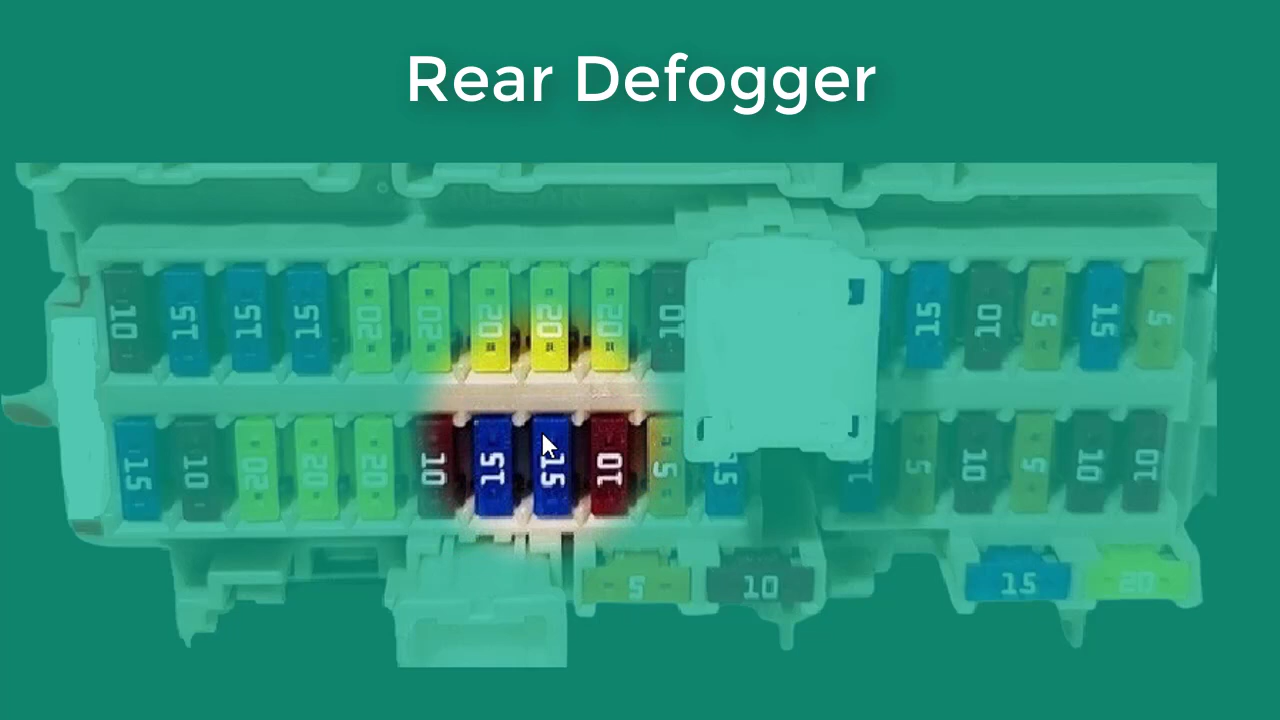 Rear Defogger
10 15 15 15 20 20 20 20 20 10 15 10 5 15 5
15 10 20 20 20 10 15 15 10 5 15 5 10 5 10 10
5 10 15 20